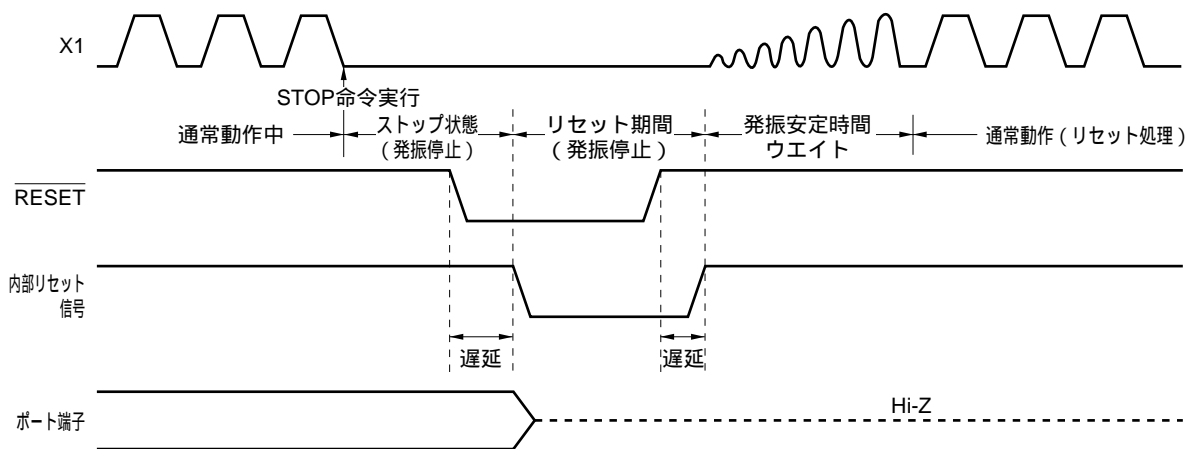 X1
STOP命令実行
通常動作中
ストップ状態
(発振停止)
リセット期間
(発振停止)
発振安定時間
ウエイト
通常動作(リセット処理)
RESET
内部リセット
信号
遅延
遅延
ポート端子
Hi-Z